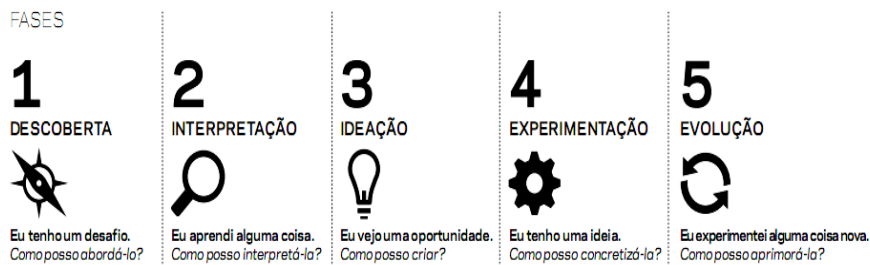 FASES
1
DESCOBERTA
Eu tenho um desafio.
Como posso abordá-lo?
2
INTERPRETAÇÃO
Eu aprendi alguma coisa.
Como posso interpretá-la?
3
IDEAÇÃO
Eu vejo uma oportunidade.
Como posso criar?
4
EXPERIMENTAÇÃO
Eu tenho uma ideia.
Como posso concretizá-la?
5
EVOLUÇÃO
Eu experimentei alguma coisa nova.
Como posso aprimorá-la?